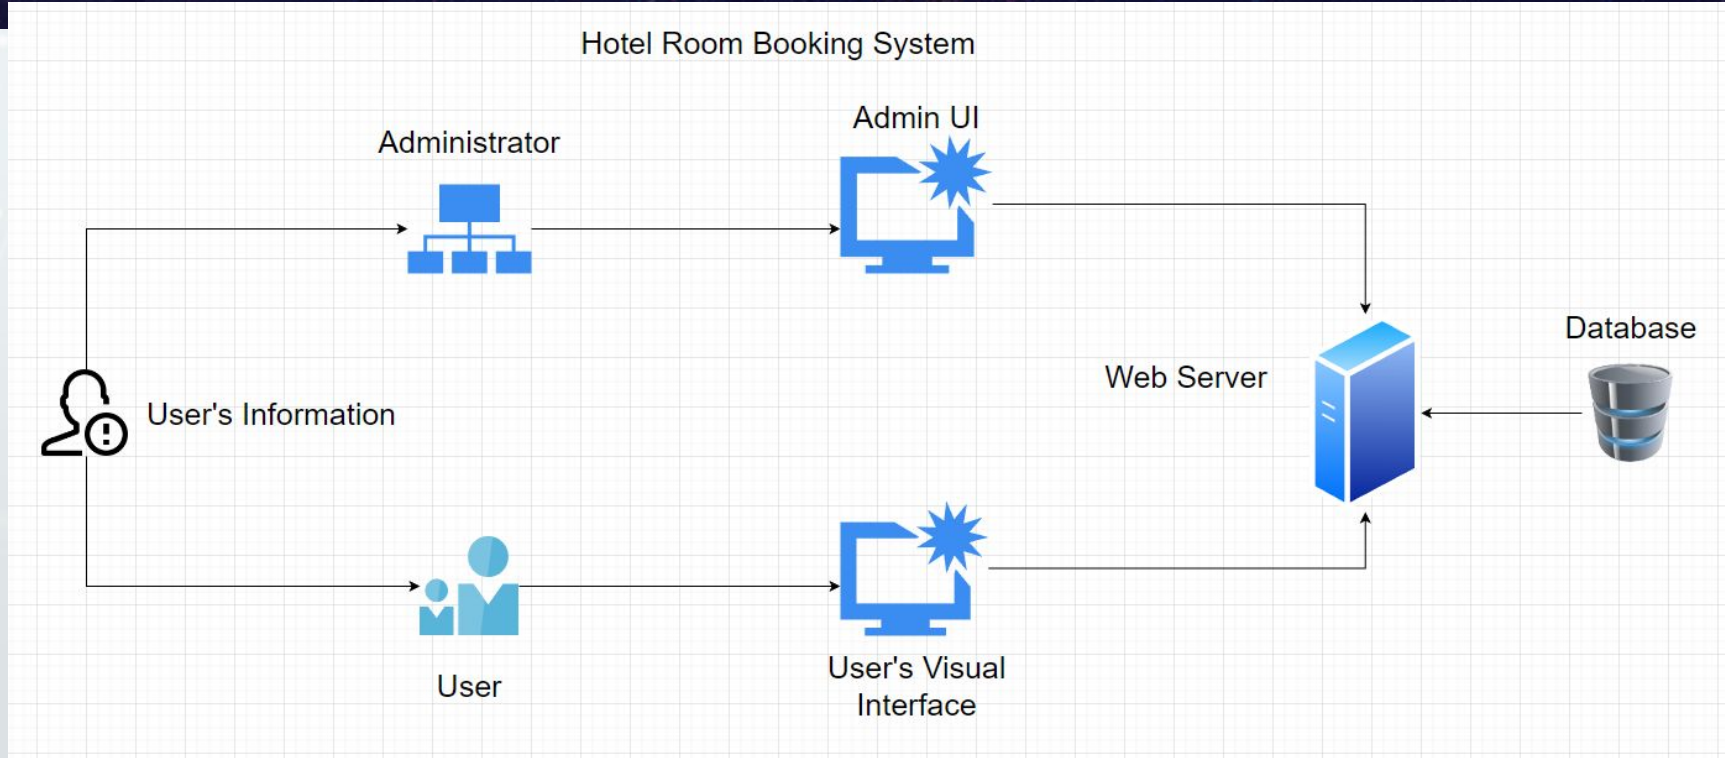 Hotel Room Booking System
Admin UI
Administrator
Database
Web Server
User's Information
User's Visual
Interface
User